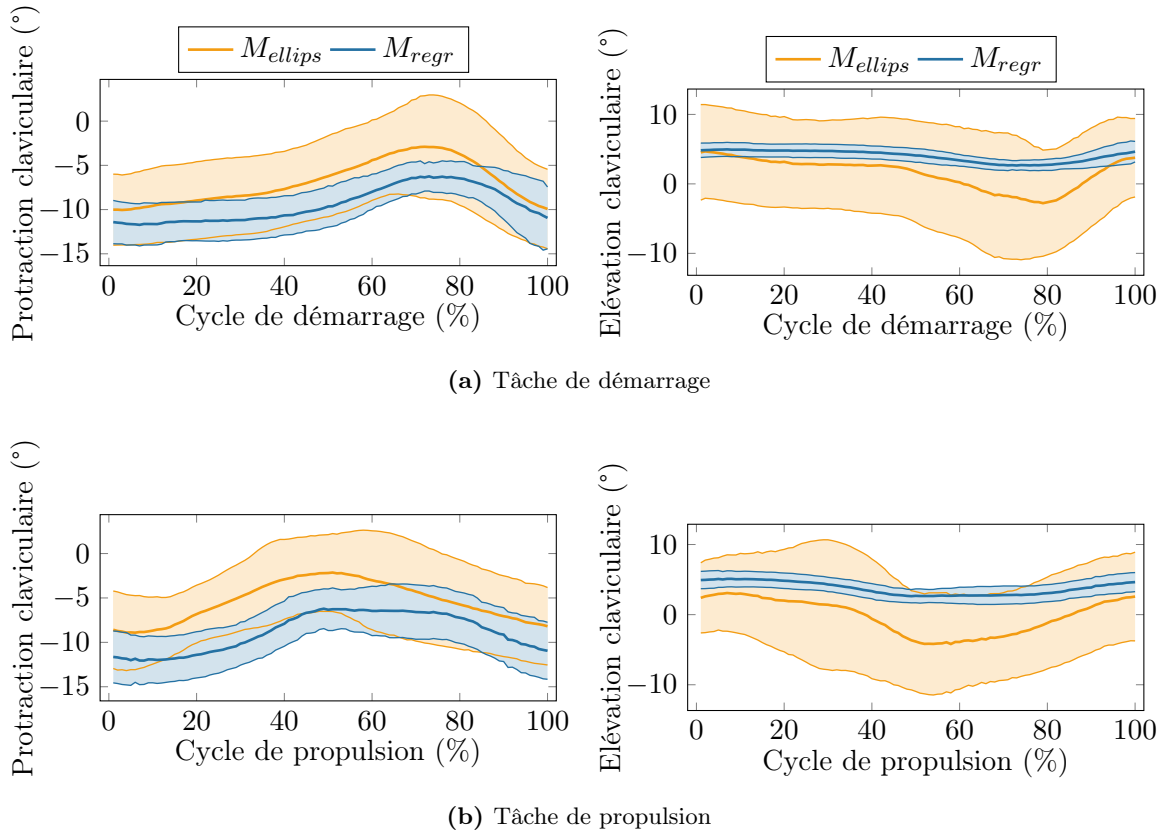 M_ellips M_regr
Protraction claviculaire (°)
0
−5
−10
−15
0 20 40 60 80 100
Cycle de démarrage (%)
M_ellips M_regr
Elévation claviculaire (°)
10
0
−10
0 20 40 60 80 100
Cycle de démarrage (%)
(a) Tâche de démarrage
Protraction claviculaire (°)
0
−5
−10
−15
0 20 40 60 80 100
Cycle de propulsion (%)
Elévation claviculaire (°)
10
0
−10
0 20 40 60 80 100
Cycle de propulsion (%)
(b) Tâche de propulsion